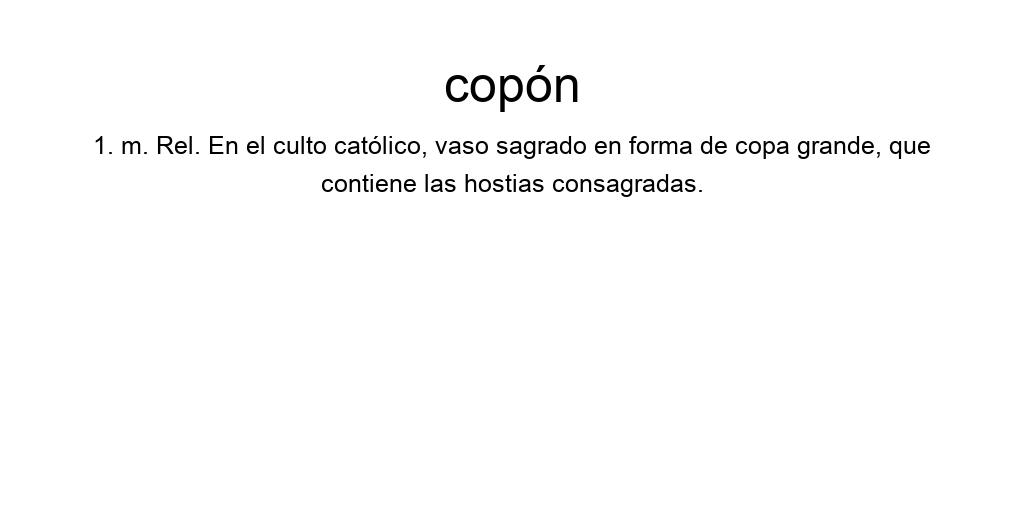 copón
1. m. Rel. En el culto católico, vaso sagrado en forma de copa grande, que
contiene las hostias consagradas.